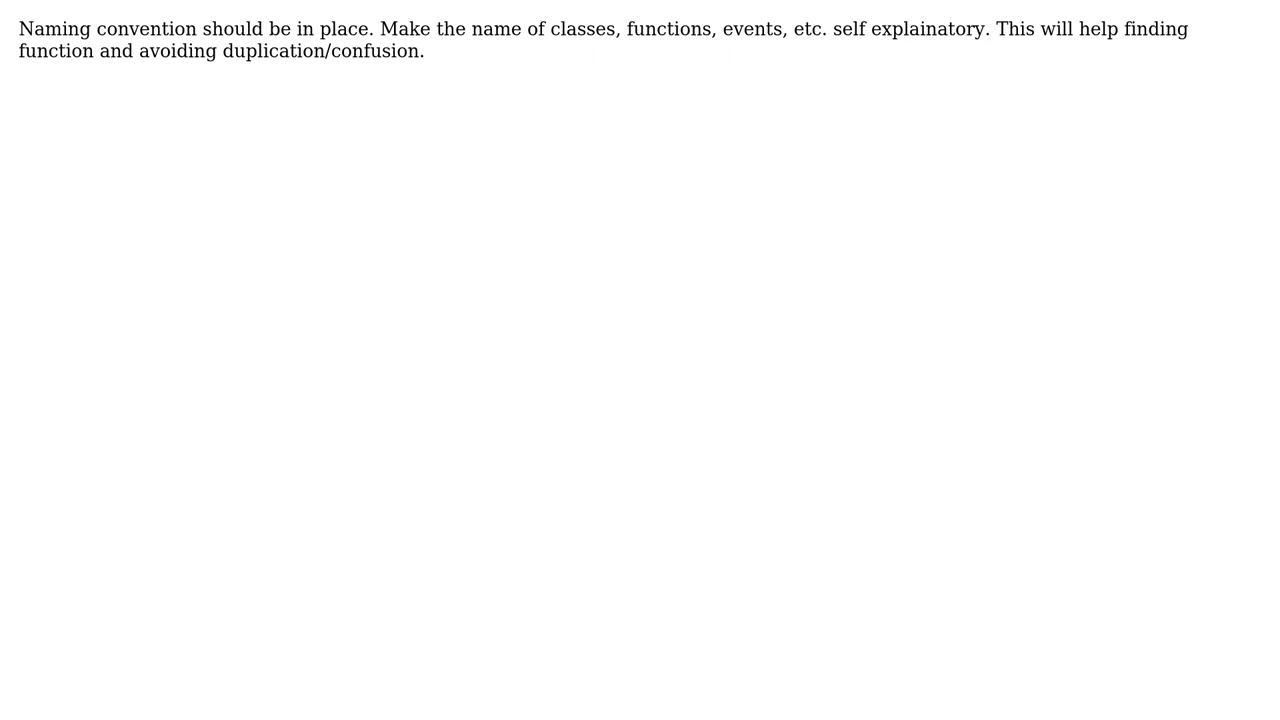 Naming convention should be in place. Make the name of classes, functions, events, etc. self explainatory. This will help finding
function and avoiding duplication/confusion.